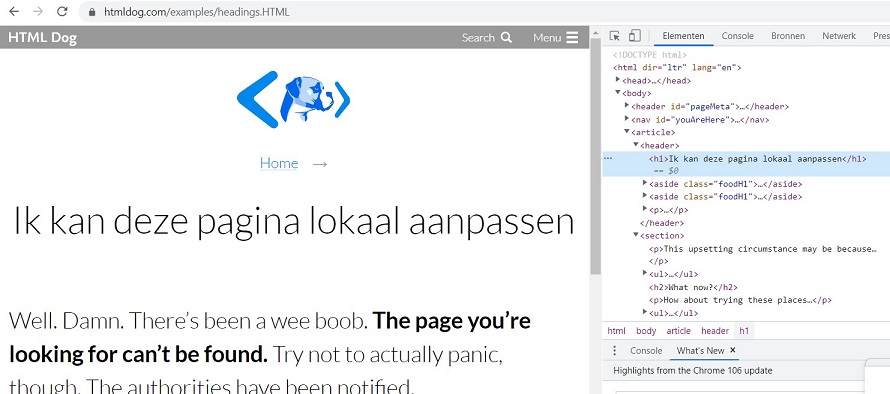 htmldog.com/examples/headings.HTML
HTML Dog Search Menu
Home →
Ik kan deze pagina lokaal aanpassen
Well. Damn. There's been a wee boob. The page you're
looking for can't be found. Try not to actually panic,
though. The authorities have been notified.
Elementen Console Bronnen Netwerk Pres
<!DOCTYPE html>
<html dir="ltr" lang="en">
<head>…</head>
<body>
<header id="pageMeta">…</header>
<nav id="youAreHere">…</nav>
<article>
<header>
… <h1>Ik kan deze pagina lokaal aanpassen</h1>
== $0
<aside class="foodH1">…</aside>
<aside class="foodH1">…</aside>
<p>…</p>
</header>
<section>
<p>This upsetting circumstance may be because…
</p>
<ul>…</ul>
<h2>What now?</h2>
<p>How about trying these places…</p>
<ul>…</ul>
html body article header h1
Console What's New ×
Highlights from the Chrome 106 update